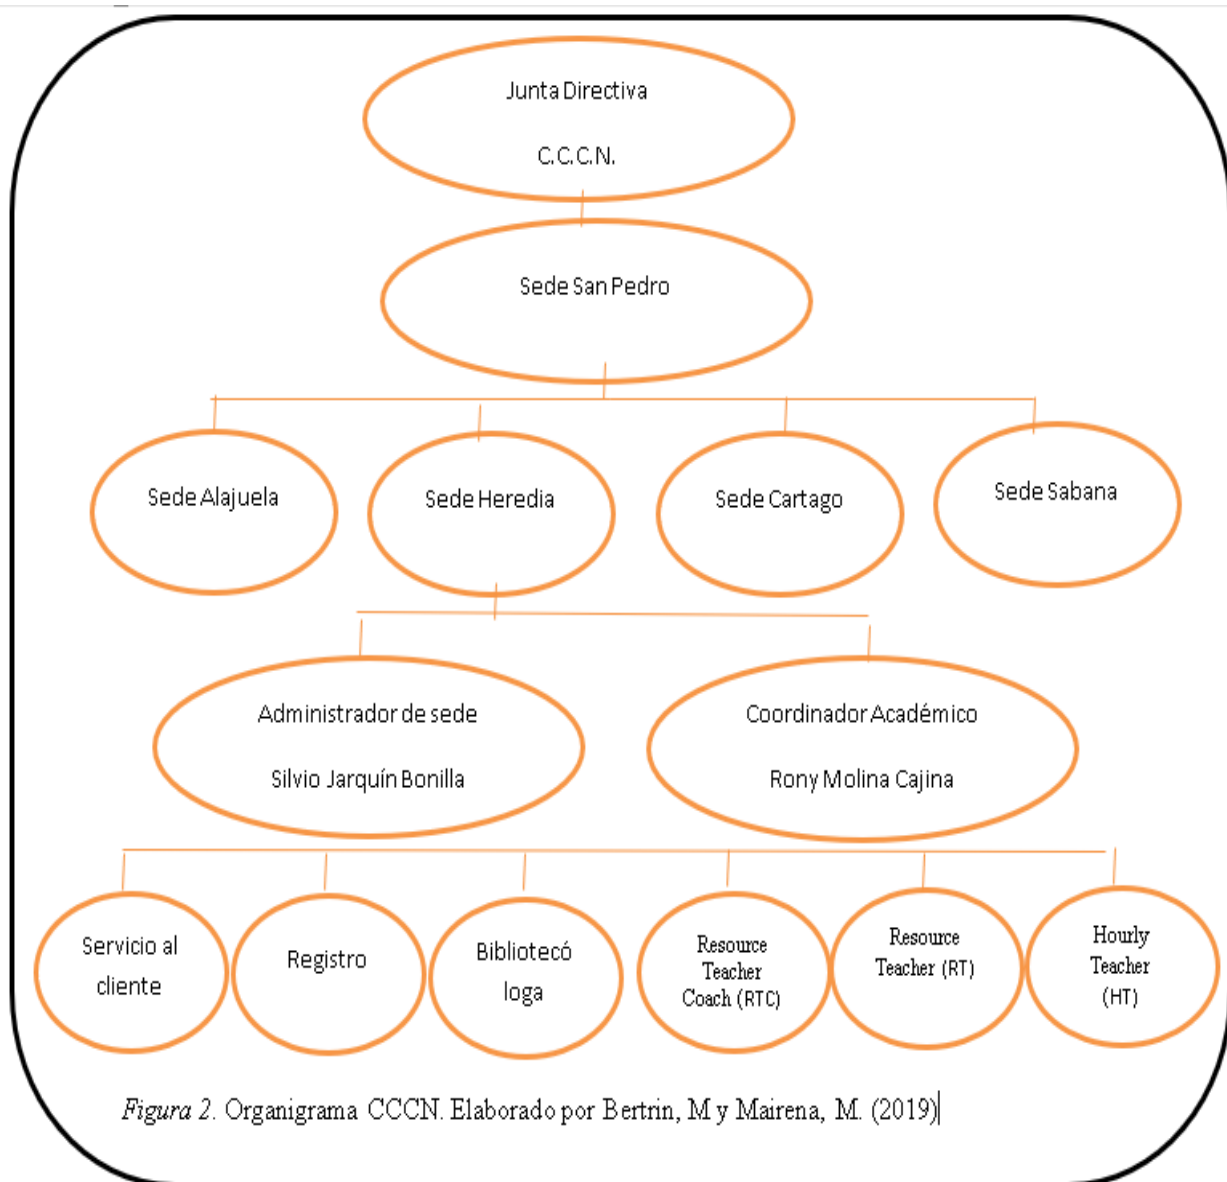 Junta Directiva
C.C.C.N.
Sede San Pedro
Sede Alajuela
Sede Heredia
Sede Cartago
Sede Sabana
Administrador de sede
Silvio Jarquín Bonilla
Coordinador Académico
Rony Molina Cajina
Servicio al
cliente
Registro
Bibliotecó
loga
Resource
Teacher
Coach (RTC)
Resource
Teacher (RT)
Hourly
Teacher
(HT)
Figura 2. Organigrama CCCN. Elaborado por Bertrin, M y Mairena, M. (2019)